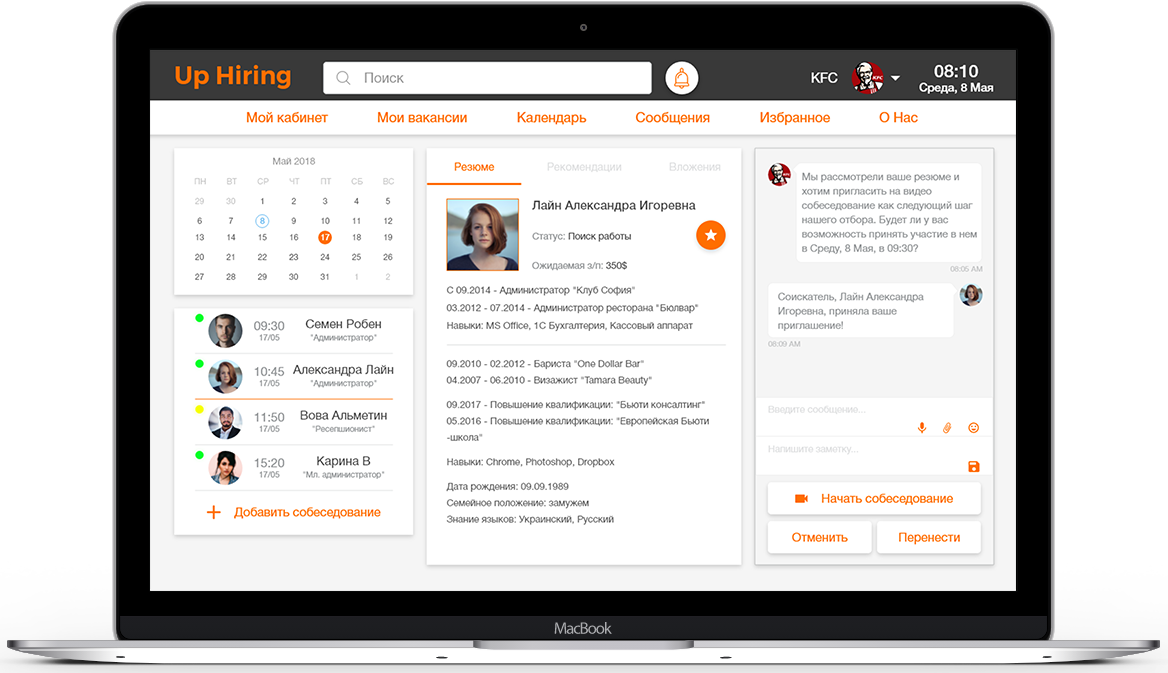 Up Hiring
Поиск
KFC
KFC
08:10
Среда, 8 Мая
Мой кабинет
Мои вакансии
Календарь
Сообщения
Избранное
О Нас
Май 2018
ПН ВТ СР ЧТ ПТ СБ ВС
29 30 1 2 3 4 5
6 7 8 9 10 11 12
13 14 15 16 17 18 19
20 21 22 23 24 25 26
27 28 29 30 31 1 2
09:30 Семен Робен
17/05 "Администратор"
10:45 Александра Лайн
17/05 "Администратор"
11:50 Вова Альметин
17/05 "Ресепшионист"
15:20 Карина В
17/05 "Мл. администратор"
Добавить собеседование
Резюме
Рекомендации
Вложения
Лайн Александра Игоревна
Статус: Поиск работы
Ожидаемая з/п: 350$
С 09.2014 - Администратор "Клуб София"
03.2012 - 07.2014 - Администратор ресторана "Бюлвар"
Навыки: MS Office, 1С Бухгалтерия, Кассовый аппарат
09.2010 - 02.2012 - Бариста "One Dollar Bar"
04.2007 - 06.2010 - Визажист "Tamara Beauty"
09.2017 - Повышение квалификации: "Бьюти консалтинг"
05.2016 - Повышение квалификации: "Европейская Бьюти
-школа"
Навыки: Chrome, Photoshop, Dropbox
Дата рождения: 09.09.1989
Семейное положение: замужем
Знание языков: Украинский, Русский
Мы рассмотрели ваше резюме и
хотим пригласить на видео
собеседование как следующий шаг
нашего отбора. Будет ли у вас
возможность принять участие в нем
в Среду, 8 Мая, в 09:30?
08:05 AM
Соискатель, Лайн Александра
Игоревна, приняла ваше
приглашение!
08:09 AM
Введите сообщение...
Напишите заметку...
Начать собеседование
Отменить
Перенести
MacBook